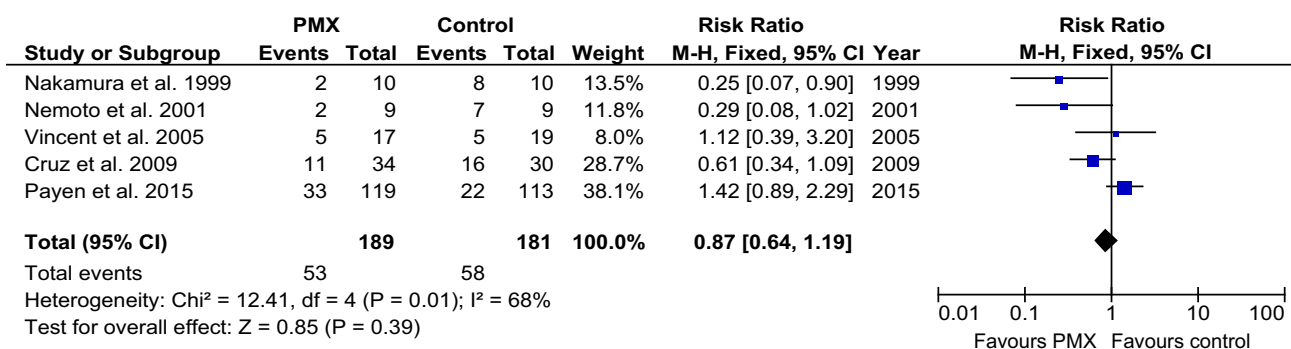 PMX Control Risk Ratio Risk Ratio
Study or Subgroup Events Total Events Total Weight M-H, Fixed, 95% CI Year M-H, Fixed, 95% CI
Nakamura et al. 1999 2 10 8 10 13.5% 0.25 [0.07, 0.90] 1999
Nemoto et al. 2001 2 9 7 9 11.8% 0.29 [0.08, 1.02] 2001
Vincent et al. 2005 5 17 5 19 8.0% 1.12 [0.39, 3.20] 2005
Cruz et al. 2009 11 34 16 30 28.7% 0.61 [0.34, 1.09] 2009
Payen et al. 2015 33 119 22 113 38.1% 1.42 [0.89, 2.29] 2015
Total (95% CI) 189 181 100.0% 0.87 [0.64, 1.19]
Total events 53 58
Heterogeneity: Chi² = 12.41, df = 4 (P = 0.01); I² = 68%
Test for overall effect: Z = 0.85 (P = 0.39)
0.01 0.1 1 10 100
Favours PMX Favours control